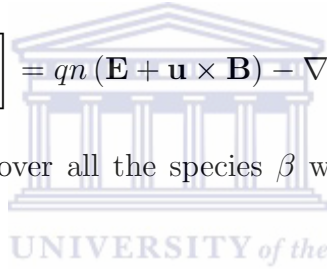 ] = qn (E + u × B) − ∇
over all the species β w
UNIVERSITY of the